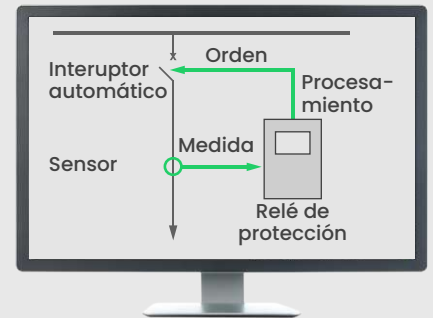 Orden
Interuptor
automático
Procesa-
miento
Medida
Sensor
Relé de
protección